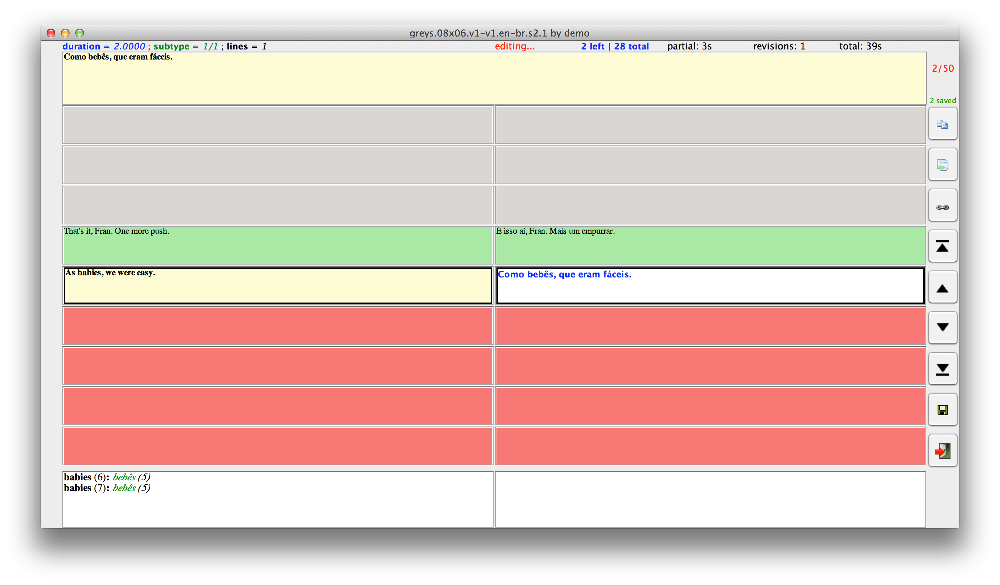 greys.08x06.v1-v1.en-br.s2.1 by demo
duration = 2.0000 ; subtype = 1/1 ; lines = 1 editing... 2 left | 28 total partial: 3s revisions: 1 total: 39s
Como bebês, que eram fáceis.
2/50
2 saved
That's it, Fran. One more push. É isso aí, Fran. Mais um empurrar.
As babies, we were easy. Como bebês, que eram fáceis.
babies (6): bebês (5)
babies (7): bebês (5)